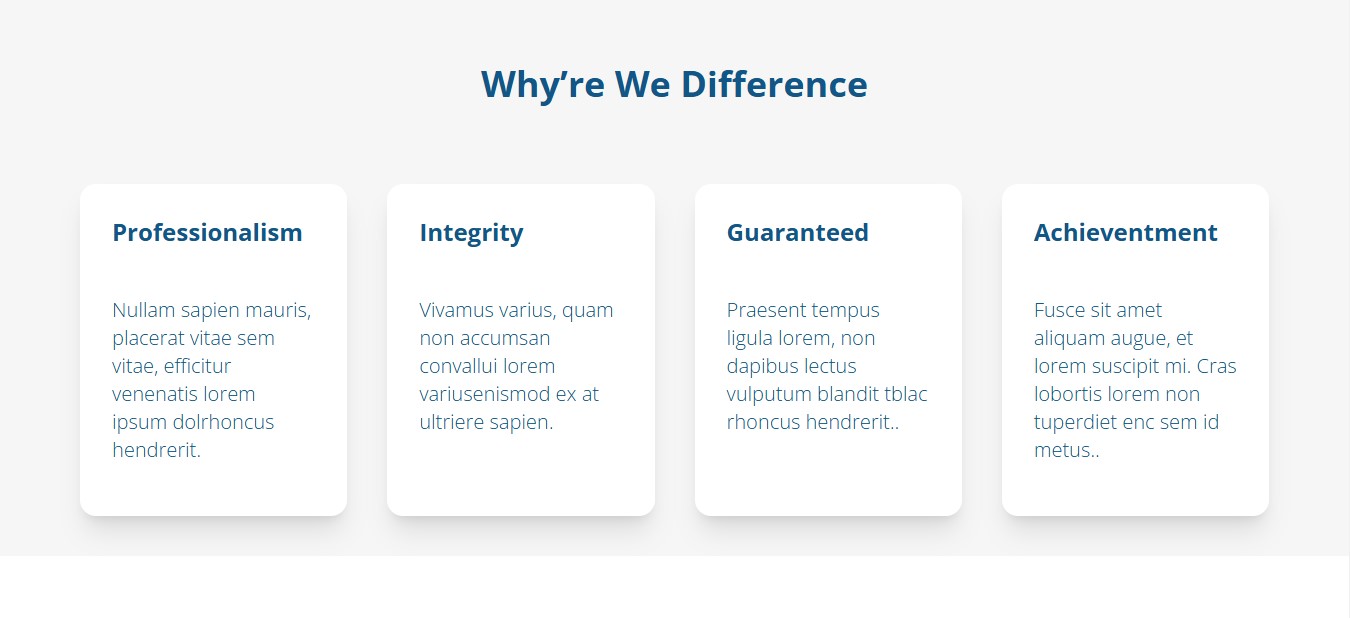 Why’re We Difference
Professionalism
Nullam sapien mauris,
placerat vitae sem
vitae, efficitur
venenatis lorem
ipsum dolrhoncus
hendrerit.
Integrity
Vivamus varius, quam
non accumsan
convallui lorem
variusenismod ex at
ultriere sapien.
Guaranteed
Praesent tempus
ligula lorem, non
dapibus lectus
vulputum blandit tblac
rhoncus hendrerit..
Achieventment
Fusce sit amet
aliquam augue, et
lorem suscipit mi. Cras
lobortis lorem non
tuperdiet enc sem id
metus..